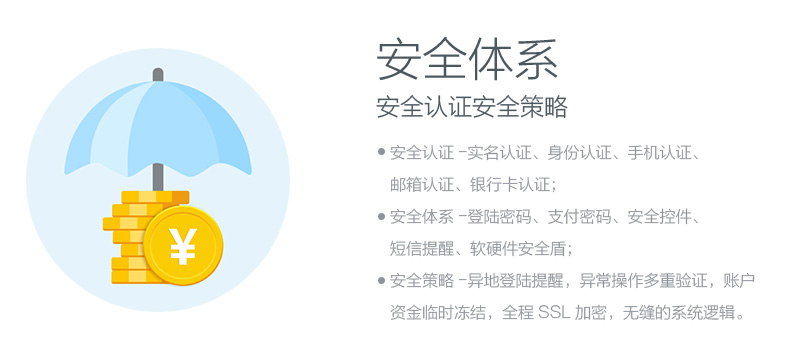 安全体系
安全认证安全策略
● 安全认证 –实名认证、身份认证、手机认证、
邮箱认证、银行卡认证；
● 安全体系 –登陆密码、支付密码、安全控件、
短信提醒、软硬件安全盾；
● 安全策略 –异地登陆提醒，异常操作多重验证，账户
资金临时冻结，全程 SSL 加密，无缝的系统逻辑。
¥